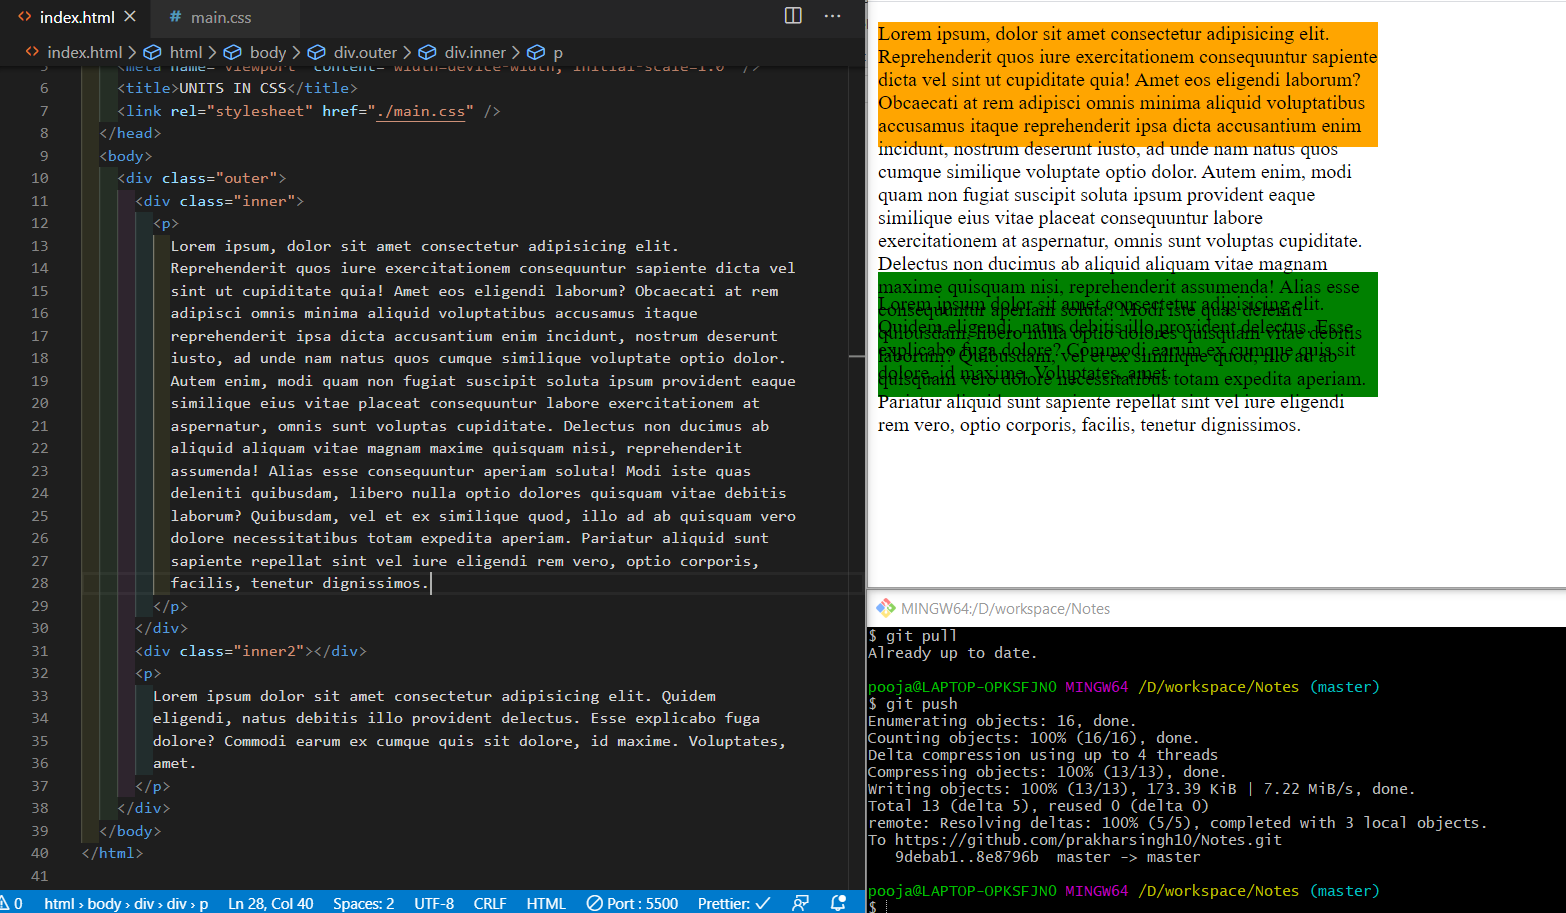 index.html
main.css
index.html > html > body > div.outer > div.inner > p
5 <meta name="viewport" content="width=device-width, initial-scale=1.0" />
6 <title>UNITS IN CSS</title>
7 <link rel="stylesheet" href="./main.css" />
8 </head>
9 <body>
10 <div class="outer">
11 <div class="inner">
12 <p>
13 Lorem ipsum, dolor sit amet consectetur adipisicing elit.
14 Reprehenderit quos iure exercitationem consequuntur sapiente dicta vel
15 sint ut cupiditate quia! Amet eos eligendi laborum? Obcaecati at rem
16 adipisci omnis minima aliquid voluptatibus accusamus itaque
17 reprehenderit ipsa dicta accusantium enim incidunt, nostrum deserunt
18 iusto, ad unde nam natus quos cumque similique voluptate optio dolor.
19 Autem enim, modi quam non fugiat suscipit soluta ipsum provident eaque
20 similique eius vitae placeat consequuntur labore exercitationem at
21 aspernatur, omnis sunt voluptas cupiditate. Delectus non ducimus ab
22 aliquid aliquam vitae magnam maxime quisquam nisi, reprehenderit
23 assumenda! Alias esse consequuntur aperiam soluta! Modi iste quas
24 deleniti quibusdam, libero nulla optio dolores quisquam vitae debitis
25 laborum? Quibusdam, vel et ex similique quod, illo ad ab quisquam vero
26 dolore necessitatibus totam expedita aperiam. Pariatur aliquid sunt
27 sapiente repellat sint vel iure eligendi rem vero, optio corporis,
28 facilis, tenetur dignissimos.
29 </p>
30 </div>
31 <div class="inner2"></div>
32 <p>
33 Lorem ipsum dolor sit amet consectetur adipisicing elit. Quidem
34 eligendi, natus debitis illo provident delectus. Esse explicabo fuga
35 dolore? Commodi earum ex cumque quis sit dolore, id maxime. Voluptates,
36 amet.
37 </p>
38 </div>
39 </body>
40 </html>
41
0 html › body › div › div › p Ln 28, Col 40 Spaces: 2 UTF-8 CRLF HTML Port : 5500 Prettier: ✓
Lorem ipsum, dolor sit amet consectetur adipisicing elit.
Reprehenderit quos iure exercitationem consequuntur sapiente
dicta vel sint ut cupiditate quia! Amet eos eligendi laborum?
Obcaecati at rem adipisci omnis minima aliquid voluptatibus
accusamus itaque reprehenderit ipsa dicta accusantium enim
incidunt, nostrum deserunt iusto, ad unde nam natus quos
cumque similique voluptate optio dolor. Autem enim, modi
quam non fugiat suscipit soluta ipsum provident eaque
similique eius vitae placeat consequuntur labore
exercitationem at aspernatur, omnis sunt voluptas cupiditate.
Delectus non ducimus ab aliquid aliquam vitae magnam
maxime quisquam nisi, reprehenderit assumenda! Alias esse
consequuntur aperiam soluta! Modi iste quas deleniti
quibusdam, libero nulla optio dolores quisquam vitae debitis
laborum? Quibusdam, vel et ex similique quod, illo ad ab
quisquam vero dolore necessitatibus totam expedita aperiam.
Pariatur aliquid sunt sapiente repellat sint vel iure eligendi
rem vero, optio corporis, facilis, tenetur dignissimos.
Lorem ipsum dolor sit amet consectetur adipisicing elit.
Quidem eligendi, natus debitis illo provident delectus. Esse
explicabo fuga dolore? Commodi earum ex cumque quis sit
dolore, id maxime. Voluptates, amet.
MINGW64:/D/workspace/Notes
$ git pull
Already up to date.
pooja@LAPTOP-OPKSFJNO MINGW64 /D/workspace/Notes (master)
$ git push
Enumerating objects: 16, done.
Counting objects: 100% (16/16), done.
Delta compression using up to 4 threads
Compressing objects: 100% (13/13), done.
Writing objects: 100% (13/13), 173.39 KiB | 7.22 MiB/s, done.
Total 13 (delta 5), reused 0 (delta 0)
remote: Resolving deltas: 100% (5/5), completed with 3 local objects.
To https://github.com/prakharsingh10/Notes.git
9debab1..8e8796b master -> master
pooja@LAPTOP-OPKSFJNO MINGW64 /D/workspace/Notes (master)
$